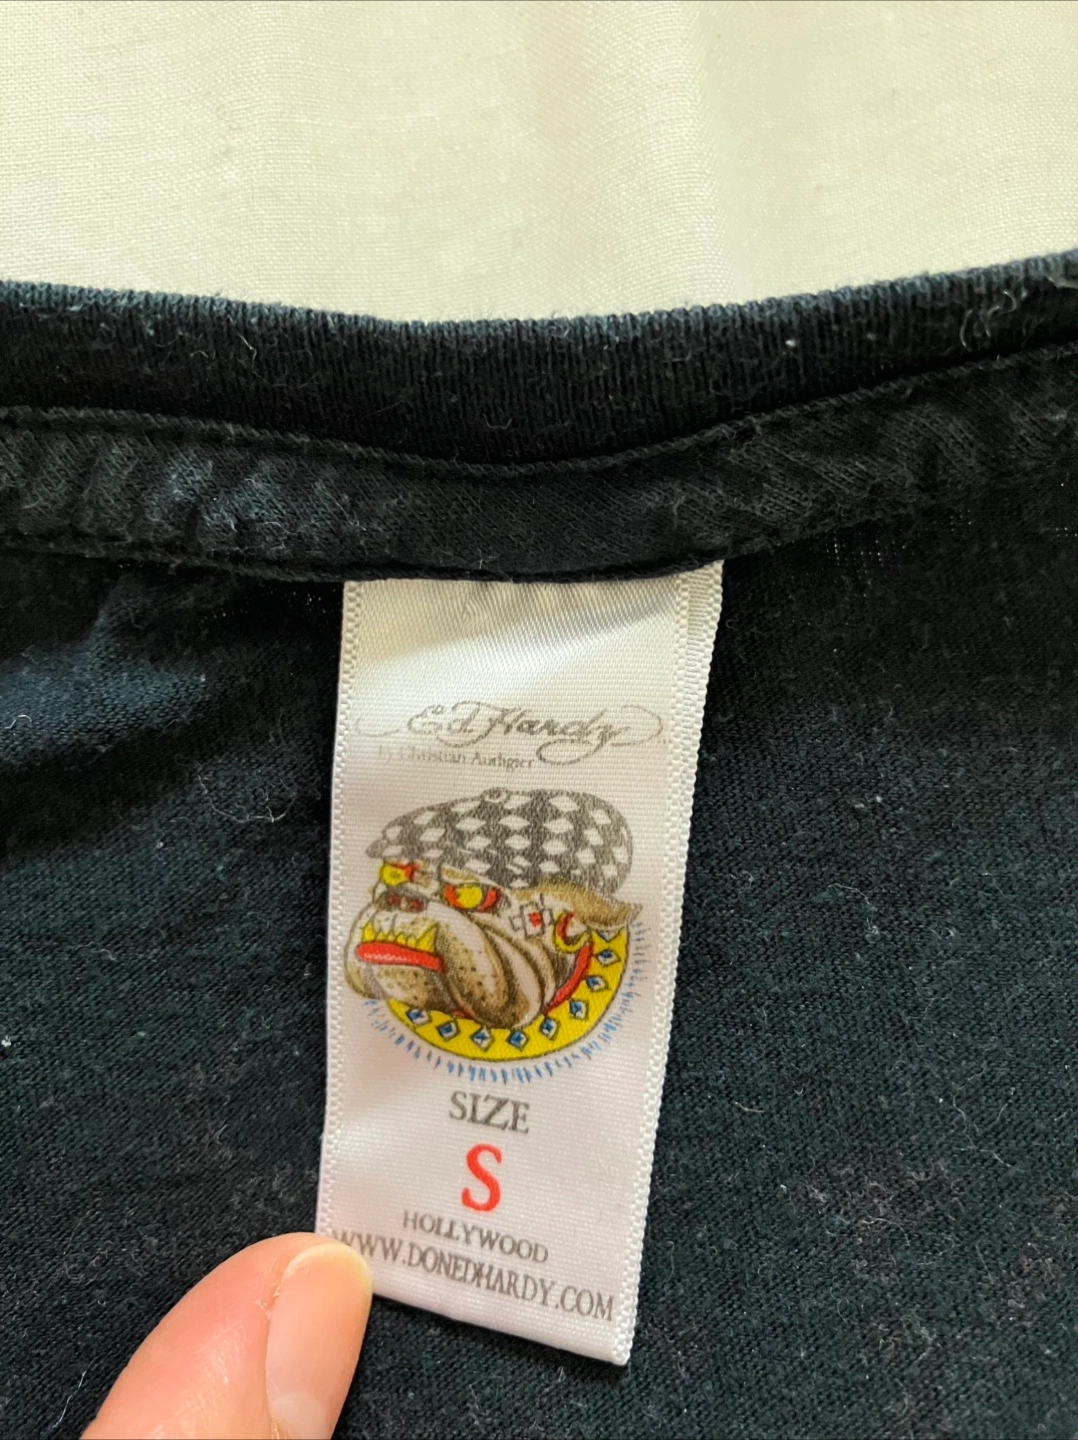 Ed Hardy
by Christian Audigier
SIZE
S
HOLLYWOOD
WWW.DONEDHARDY.COM